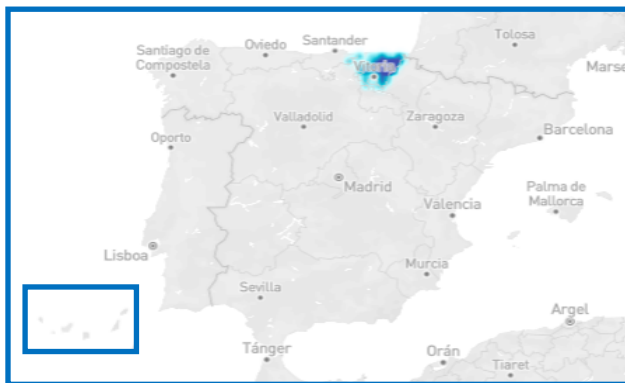 Tolosa
Santander
Oviedo
Santiago de
Compostela
Marse
Vitoria
Valladolid
Zaragoza
Oporto
Barcelona
Madrid
Palma de
Mallorca
Valencia
Lisboa
Murcia
Sevilla
Argel
Tánger
Orán
Tiaret